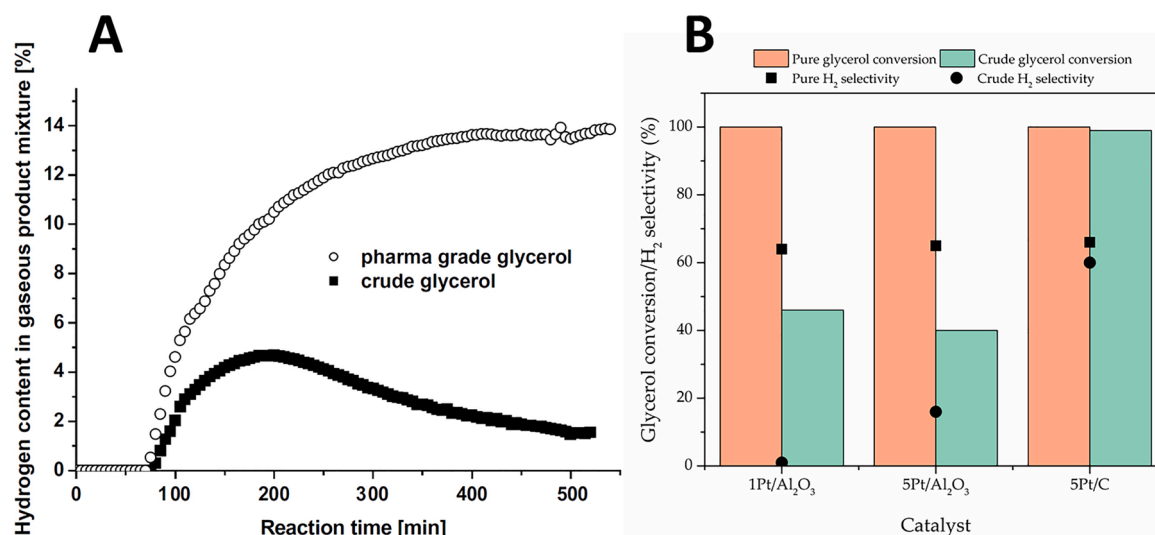 A
Hydrogen content in gaseous product mixture [%]
14
12
10
8
6
4
2
0
pharma grade glycerol
crude glycerol
0 100 200 300 400 500
Reaction time [min]
B
Pure glycerol conversion Crude glycerol conversion
Pure H₂ selectivity Crude H₂ selectivity
Glycerol conversion/H₂ selectivity (%)
100
80
60
40
20
0
1Pt/Al₂O₃ 5Pt/Al₂O₃ 5Pt/C
Catalyst